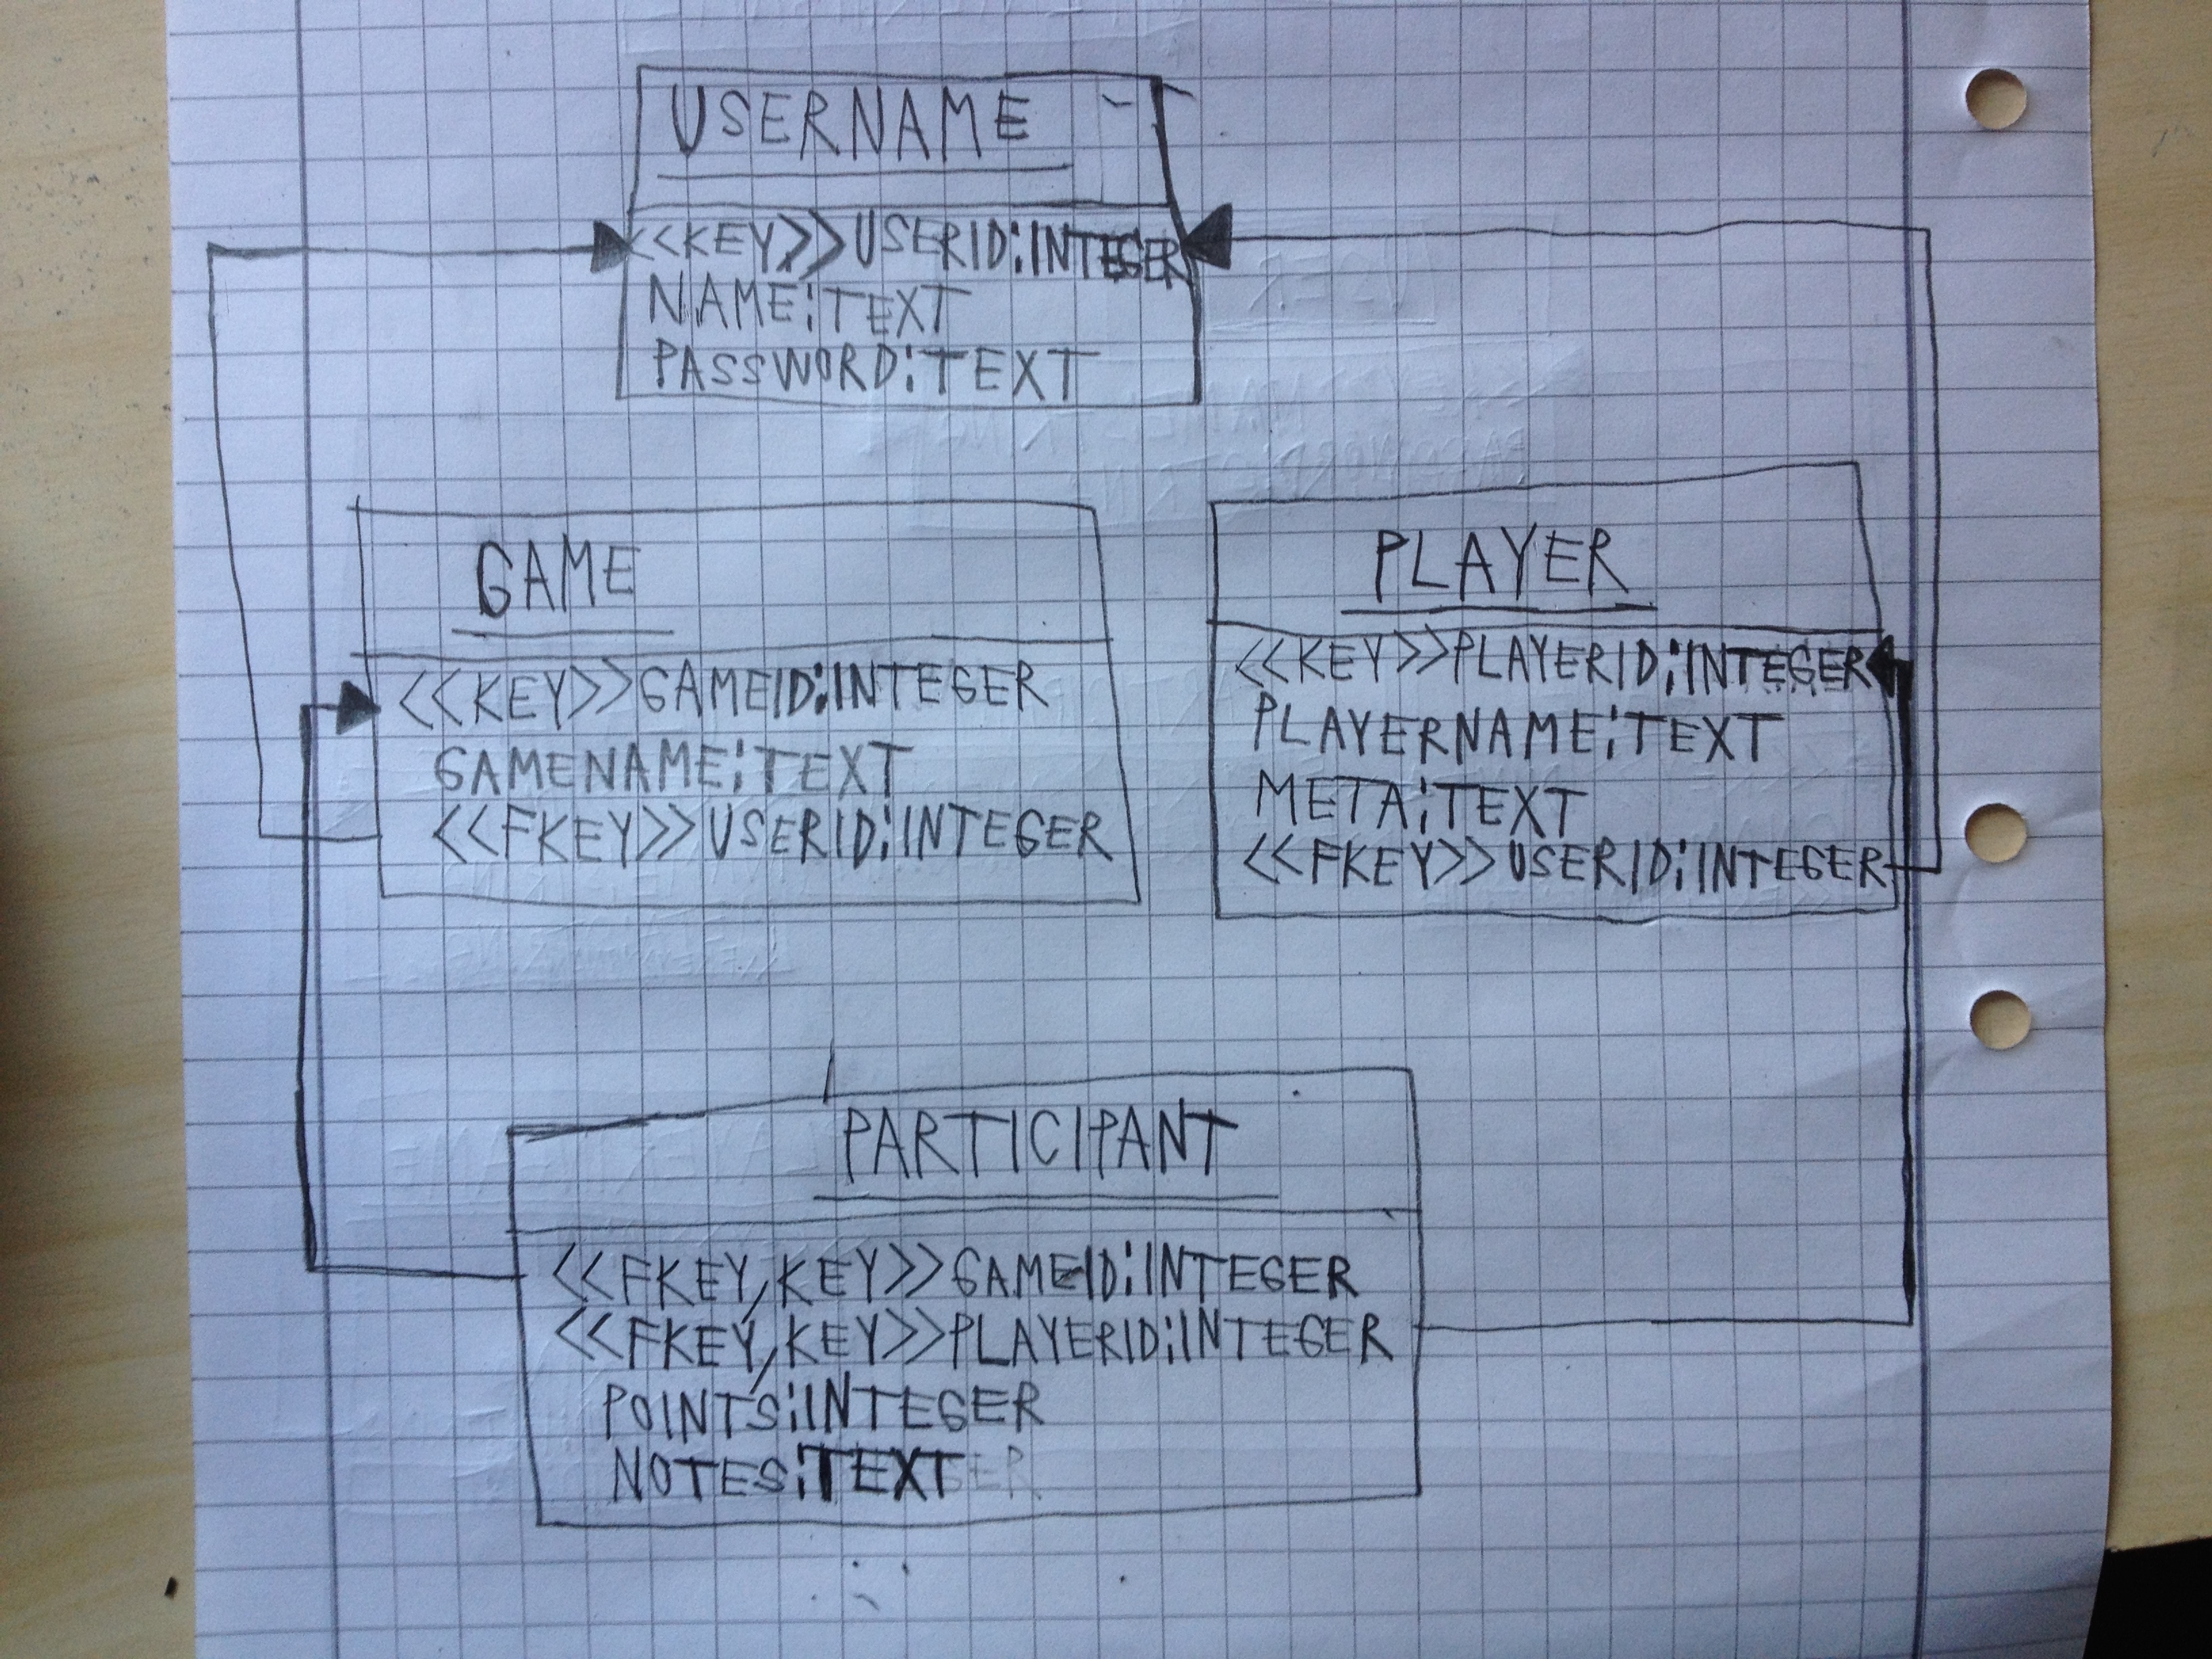 USERNAME
<<KEY>>USERID:INTEGER
NAME:TEXT
PASSWORD:TEXT
GAME
<<KEY>>GAMEID:INTEGER
GAMENAME:TEXT
<<FKEY>>USERID:INTEGER
PLAYER
<<KEY>>PLAYERID:INTEGER
PLAYERNAME:TEXT
META:TEXT
<<FKEY>>USERID:INTEGER
PARTICIPANT
<<FKEY,KEY>>GAMEID:INTEGER
<<FKEY,KEY>>PLAYERID:INTEGER
POINTS:INTEGER
NOTES:TEXT